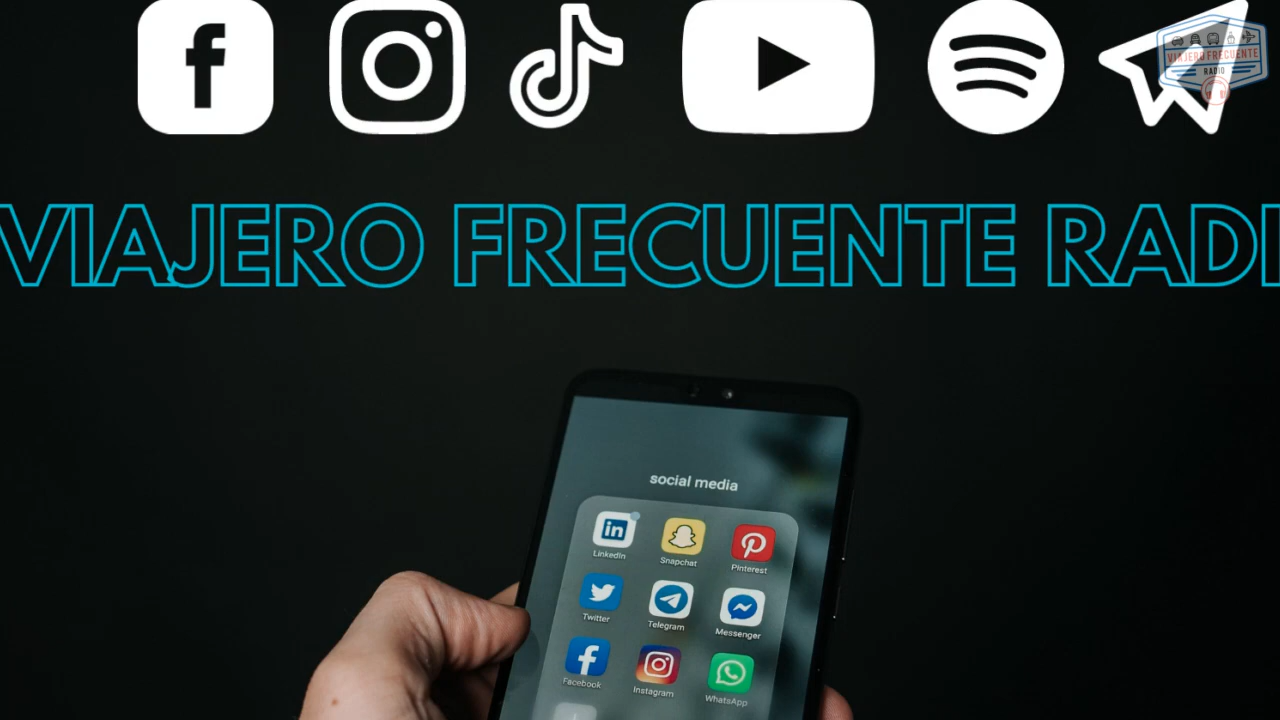 VIAJERO FRECUENTE
RADIO
VIAJERO FRECUENTE RADI
social media
LinkedIn
Snapchat
Pinterest
Twitter
Telegram
Messenger
Facebook
Instagram
WhatsApp